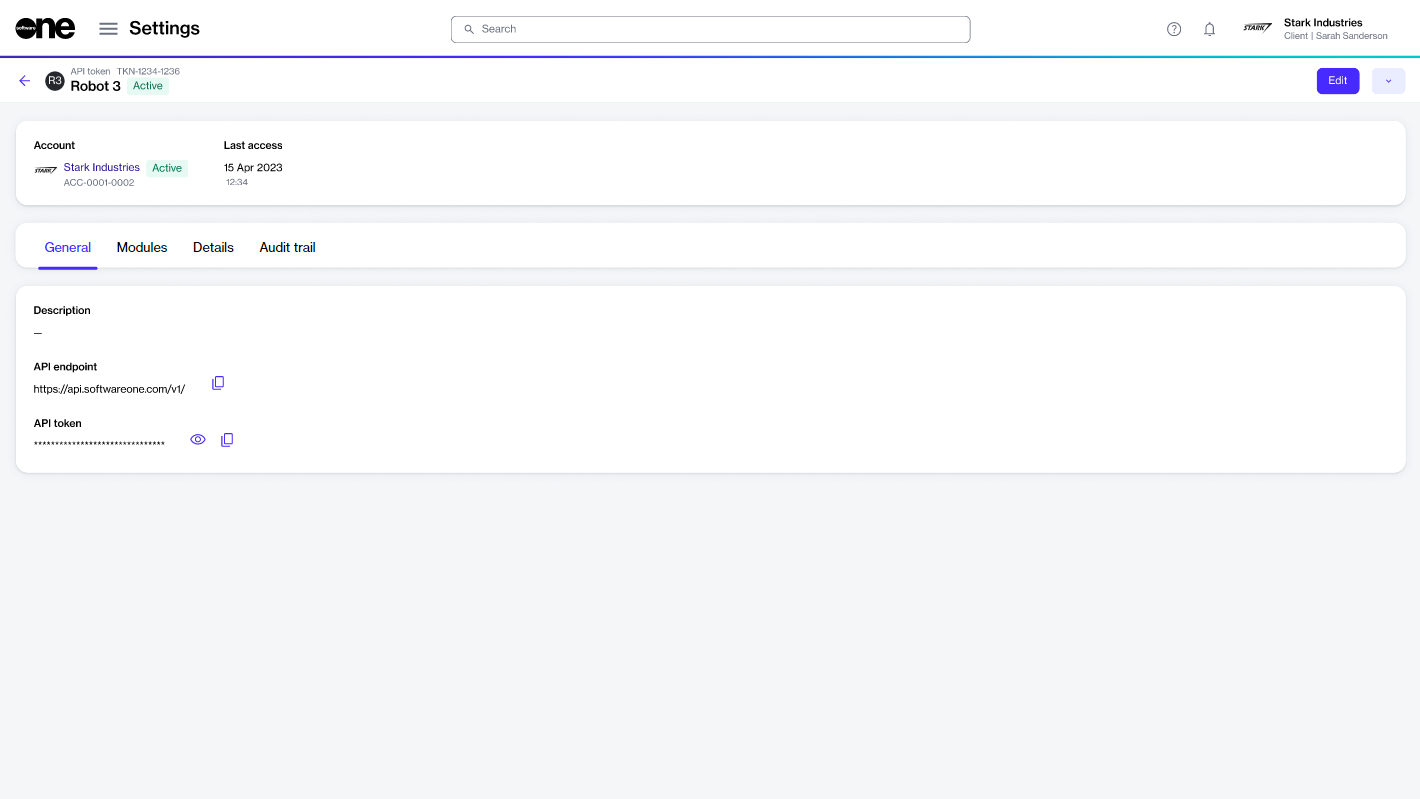 software one
Settings
Search
STARK
Stark Industries
Client | Sarah Sanderson
R3
API token TKN-1234-1236
Robot 3 Active
Edit
Account
Last access
STARK
Stark Industries Active
15 Apr 2023
ACC-0001-0002
12:34
General Modules Details Audit trail
Description
—
API endpoint
https://api.softwareone.com/v1/
API token
*******************************